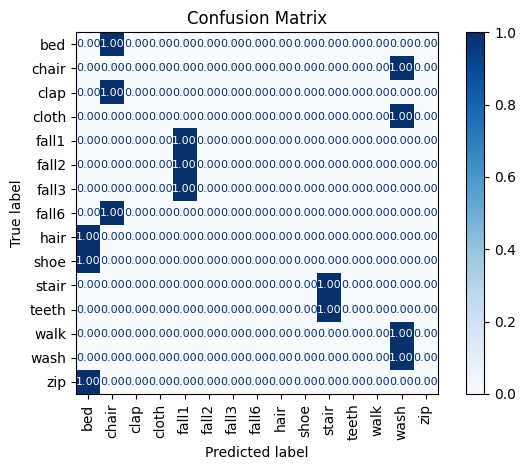 Confusion Matrix
bed 0.00 1.00 0.00 0.00 0.00 0.00 0.00 0.00 0.00 0.00 0.00 0.00 0.00 0.00 0.00
chair 0.00 0.00 0.00 0.00 0.00 0.00 0.00 0.00 0.00 0.00 0.00 0.00 0.00 1.00 0.00
clap 0.00 1.00 0.00 0.00 0.00 0.00 0.00 0.00 0.00 0.00 0.00 0.00 0.00 0.00 0.00
cloth 0.00 0.00 0.00 0.00 0.00 0.00 0.00 0.00 0.00 0.00 0.00 0.00 0.00 1.00 0.00
fall1 0.00 0.00 0.00 0.00 1.00 0.00 0.00 0.00 0.00 0.00 0.00 0.00 0.00 0.00 0.00
fall2 0.00 0.00 0.00 0.00 1.00 0.00 0.00 0.00 0.00 0.00 0.00 0.00 0.00 0.00 0.00
fall3 0.00 0.00 0.00 0.00 1.00 0.00 0.00 0.00 0.00 0.00 0.00 0.00 0.00 0.00 0.00
fall6 0.00 1.00 0.00 0.00 0.00 0.00 0.00 0.00 0.00 0.00 0.00 0.00 0.00 0.00 0.00
hair 1.00 0.00 0.00 0.00 0.00 0.00 0.00 0.00 0.00 0.00 0.00 0.00 0.00 0.00 0.00
shoe 1.00 0.00 0.00 0.00 0.00 0.00 0.00 0.00 0.00 0.00 0.00 0.00 0.00 0.00 0.00
stair 0.00 0.00 0.00 0.00 0.00 0.00 0.00 0.00 0.00 0.00 1.00 0.00 0.00 0.00 0.00
teeth 0.00 0.00 0.00 0.00 0.00 0.00 0.00 0.00 0.00 0.00 1.00 0.00 0.00 0.00 0.00
walk 0.00 0.00 0.00 0.00 0.00 0.00 0.00 0.00 0.00 0.00 0.00 0.00 0.00 1.00 0.00
wash 0.00 0.00 0.00 0.00 0.00 0.00 0.00 0.00 0.00 0.00 0.00 0.00 0.00 1.00 0.00
zip 1.00 0.00 0.00 0.00 0.00 0.00 0.00 0.00 0.00 0.00 0.00 0.00 0.00 0.00 0.00
True label
bed chair clap cloth fall1 fall2 fall3 fall6 hair shoe stair teeth walk wash zip
Predicted label
1.0
0.8
0.6
0.4
0.2
0.0